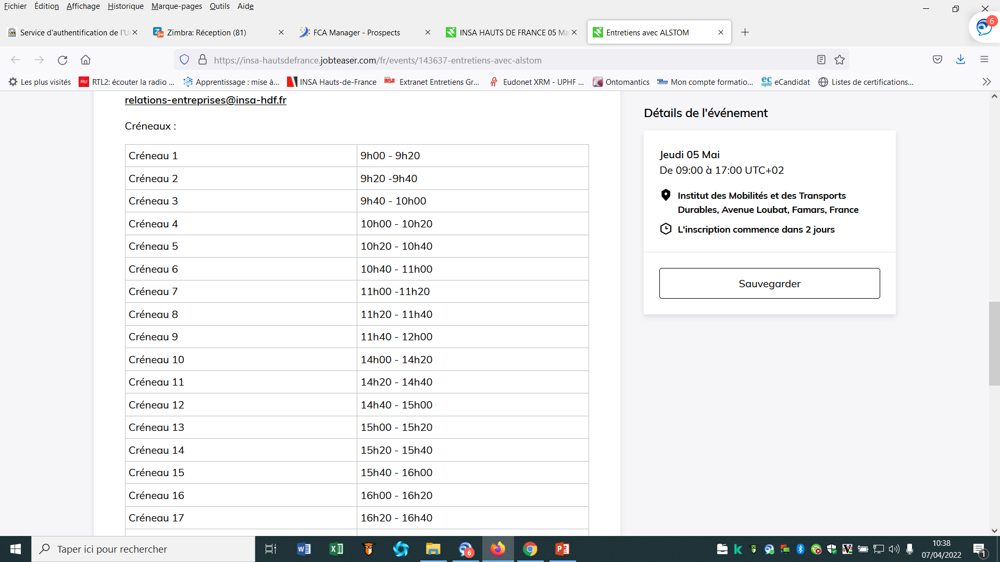 Fichier Édition Affichage Historique Marque-pages Outils Aide
Service d'authentification de l'U
Zimbra: Réception (81)
FCA Manager - Prospects
INSA HAUTS DE FRANCE 05 Ma
Entretiens avec ALSTOM
6
https://insa-hautsdefrance.jobteaser.com/fr/events/143637-entretiens-avec-alstom
Les plus visités
RTL2: écouter la radio ...
Apprentissage : mise à...
INSA Hauts-de-France
INSA Extranet Entretiens Gr...
Eudonet XRM - UPHF ...
Ontomantics
Mon compte formatio...
ec uphf eCandidat
Listes de certifications...
relations-entreprises@insa-hdf.fr
Créneaux :
Créneau 1 9h00 - 9h20
Créneau 2 9h20 -9h40
Créneau 3 9h40 - 10h00
Créneau 4 10h00 - 10h20
Créneau 5 10h20 - 10h40
Créneau 6 10h40 - 11h00
Créneau 7 11h00 -11h20
Créneau 8 11h20 - 11h40
Créneau 9 11h40 - 12h00
Créneau 10 14h00 - 14h20
Créneau 11 14h20 - 14h40
Créneau 12 14h40 - 15h00
Créneau 13 15h00 - 15h20
Créneau 14 15h20 - 15h40
Créneau 15 15h40 - 16h00
Créneau 16 16h00 - 16h20
Créneau 17 16h20 - 16h40
Détails de l'événement
Jeudi 05 Mai
De 09:00 à 17:00 UTC+02
Institut des Mobilités et des Transports
Durables, Avenue Loubat, Famars, France
L'inscription commence dans 2 jours
Sauvegarder
Taper ici pour rechercher
6
10:38
07/04/2022
1